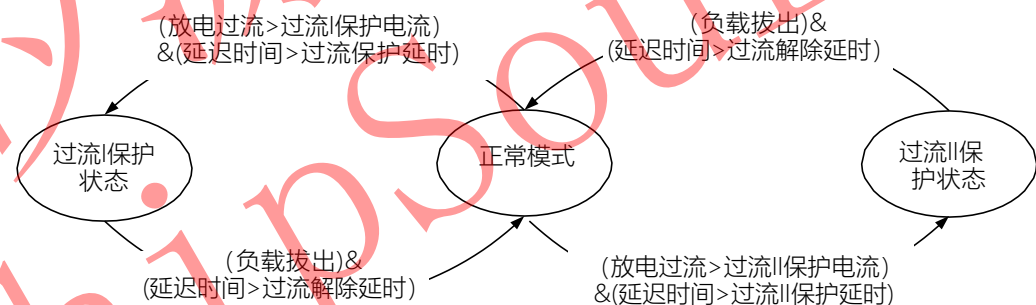 (放电过流>过流I保护电流)
&(延迟时间>过流保护延时)
(负载拔出)&
(延迟时间>过流解除延时)
过流I保护
状态
正常模式
过流II保
护状态
(负载拔出)&
(延迟时间>过流解除延时)
(放电过流>过流II保护电流)
&(延迟时间>过流II保护延时)